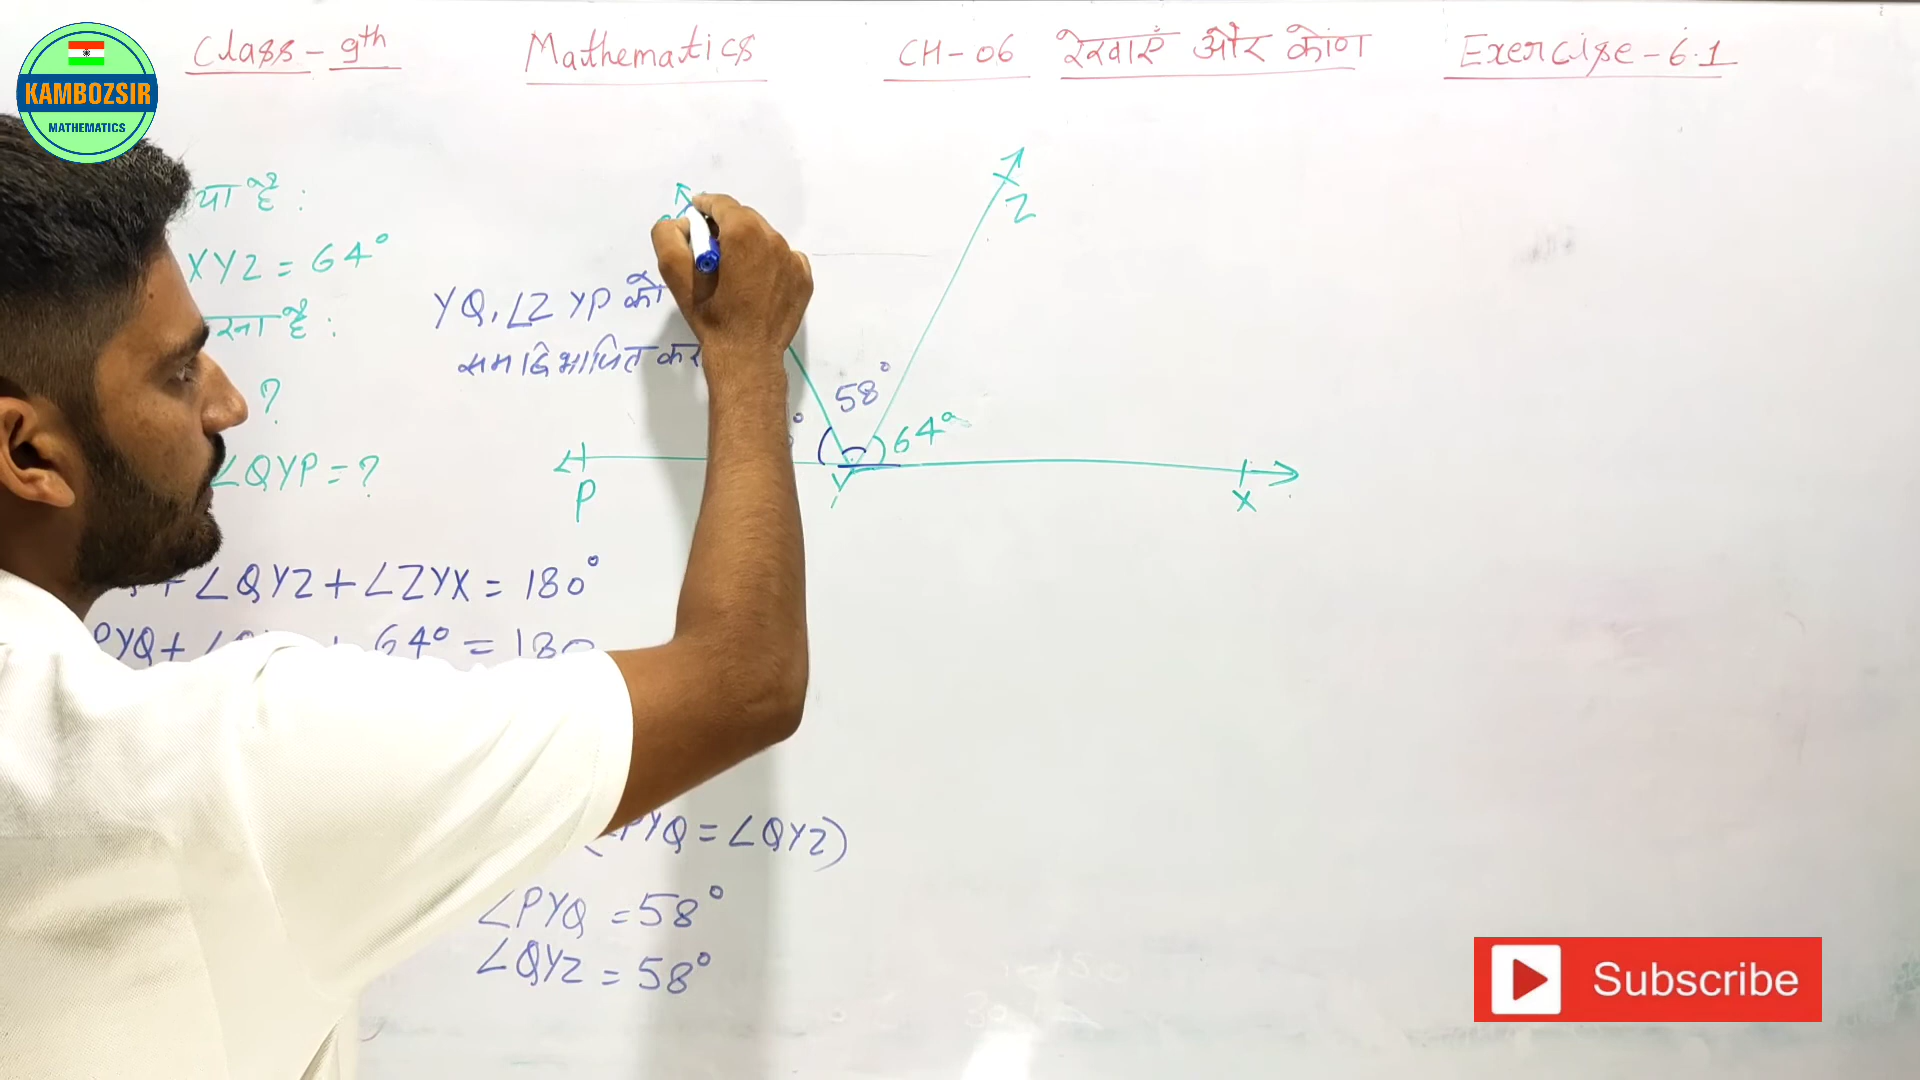 KAMBOZSIR
MATHEMATICS
Class - 9th Mathematics CH-06 रेखाएँ और कोण Exercise - 6.1
है :
XYZ = 64°
है :
?
∠QYP = ?
YQ, ∠ZYP को
समद्विभाजित कर
Z
58°
64°
P
Y
X
+ ∠QYZ + ∠ZYX = 180°
PYQ + 64° = 180
(∠PYQ = ∠QYZ)
∠PYQ = 58°
∠QYZ = 58°
Subscribe